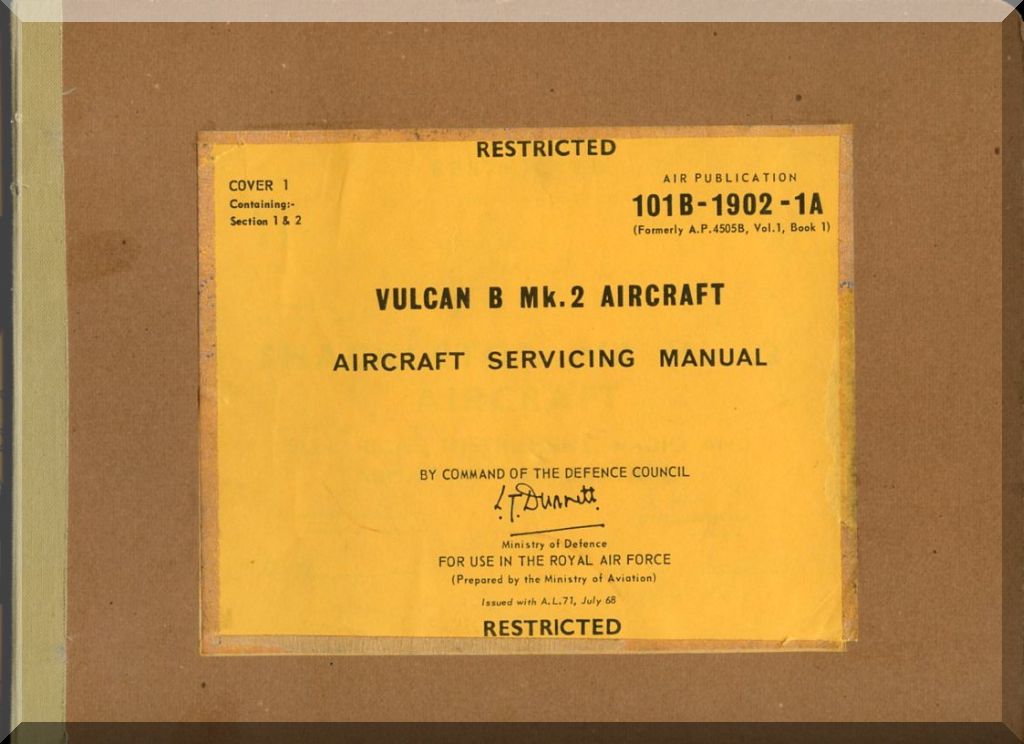 RESTRICTED
COVER 1
Containing:-
Section 1 & 2
AIR PUBLICATION
101B-1902-1A
(Formerly A.P.4505B, Vol.1, Book 1)
VULCAN B Mk.2 AIRCRAFT
AIRCRAFT SERVICING MANUAL
BY COMMAND OF THE DEFENCE COUNCIL
L.T.Dunnett
Ministry of Defence
FOR USE IN THE ROYAL AIR FORCE
(Prepared by the Ministry of Aviation)
Issued with A.L.71, July 68
RESTRICTED